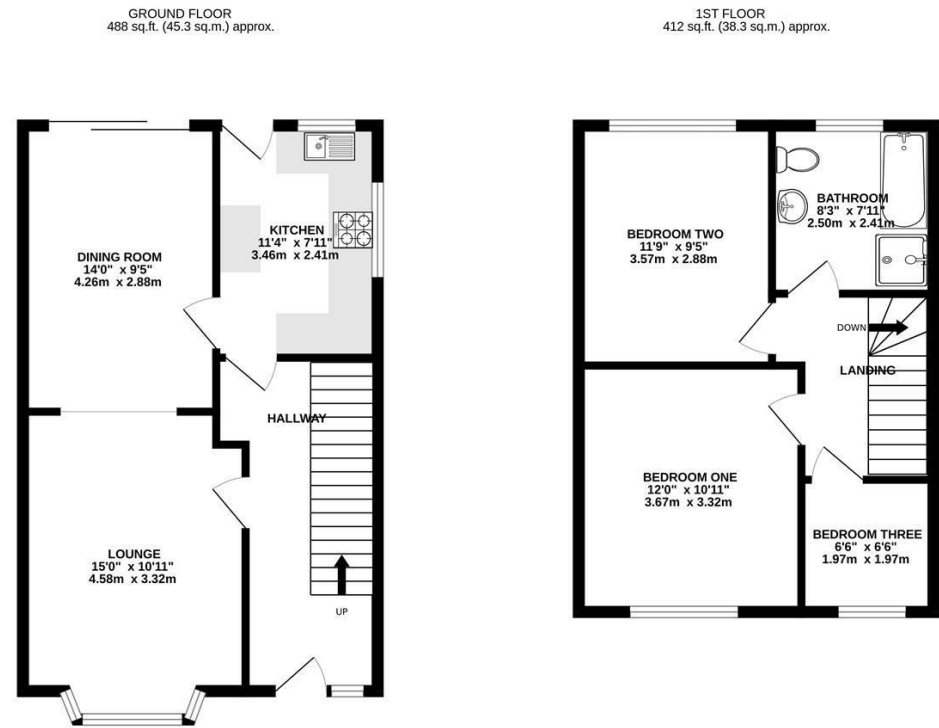 GROUND FLOOR
488 sq.ft. (45.3 sq.m.) approx.
1ST FLOOR
412 sq.ft. (38.3 sq.m.) approx.
KITCHEN
11'4" x 7'11"
3.46m x 2.41m
DINING ROOM
14'0" x 9'5"
4.26m x 2.88m
HALLWAY
LOUNGE
15'0" x 10'11"
4.58m x 3.32m
UP
BATHROOM
8'3" x 7'11"
2.50m x 2.41m
BEDROOM TWO
11'9" x 9'5"
3.57m x 2.88m
DOWN
LANDING
BEDROOM ONE
12'0" x 10'11"
3.67m x 3.32m
BEDROOM THREE
6'6" x 6'6"
1.97m x 1.97m